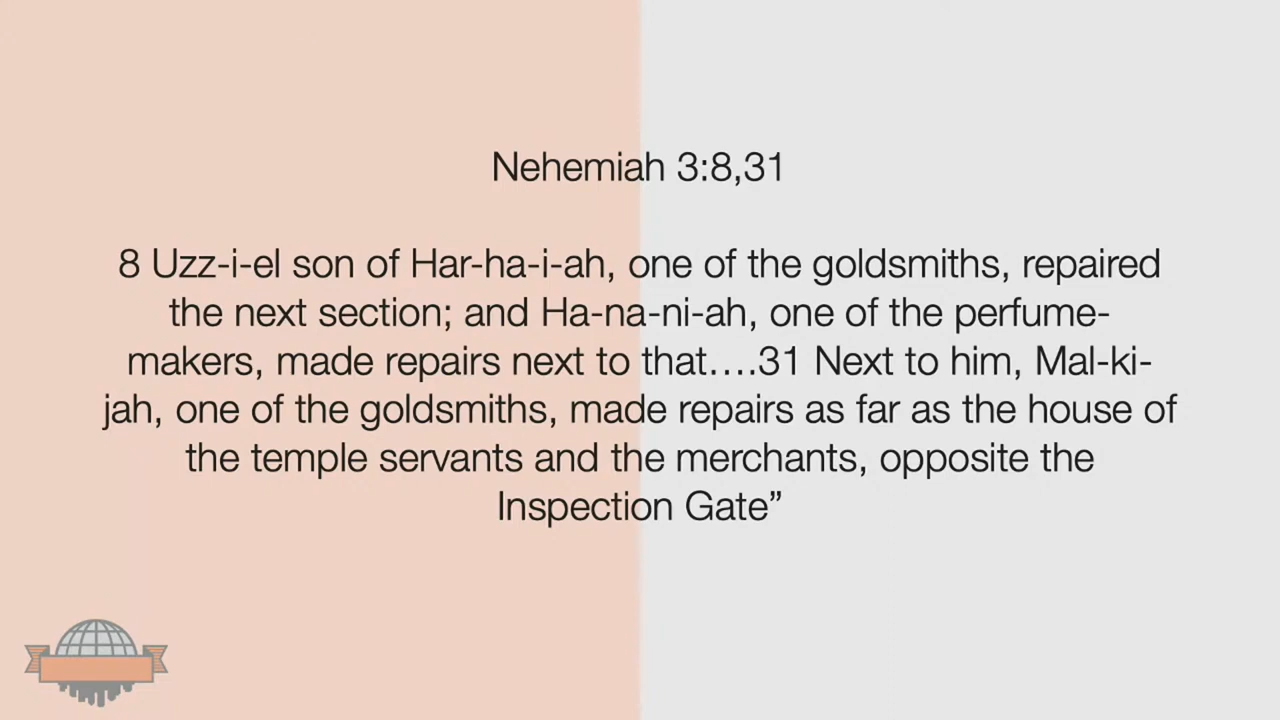 Nehemiah 3:8,31
8 Uzz-i-el son of Har-ha-i-ah, one of the goldsmiths, repaired
the next section; and Ha-na-ni-ah, one of the perfume-
makers, made repairs next to that….31 Next to him, Mal-ki-
jah, one of the goldsmiths, made repairs as far as the house of
the temple servants and the merchants, opposite the
Inspection Gate”